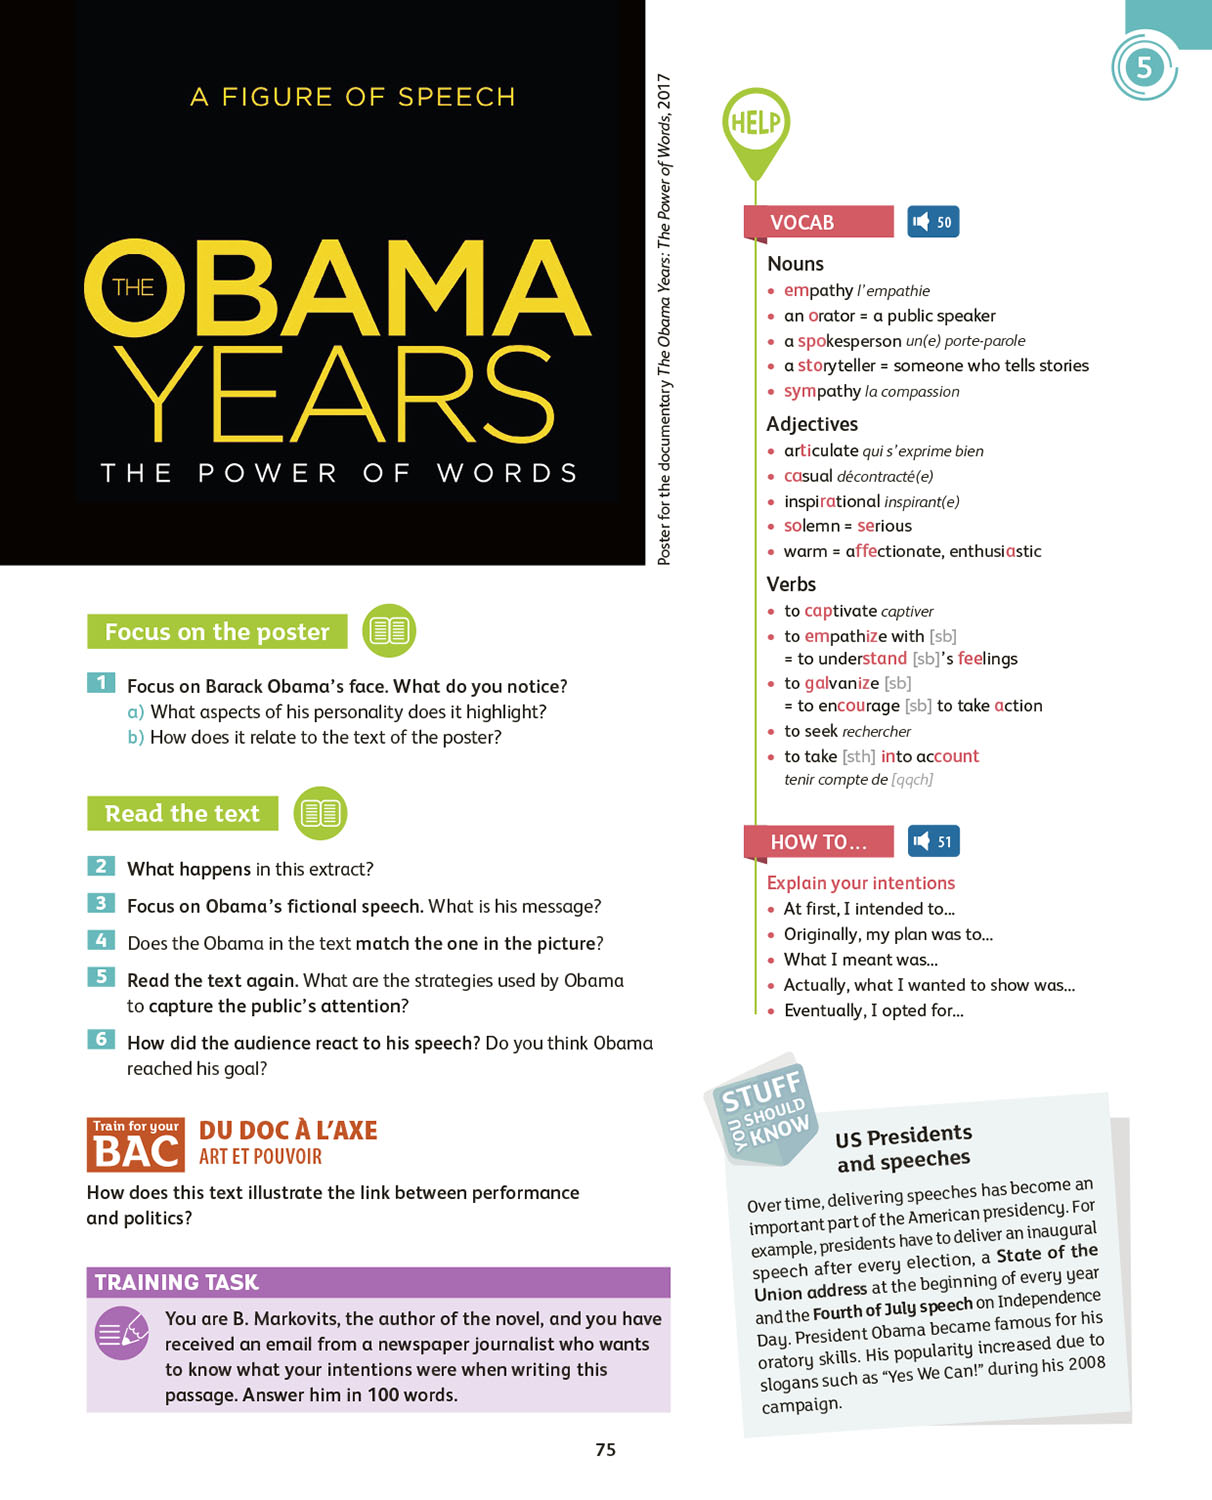 A FIGURE OF SPEECH
THE
OBAMA
YEARS
THE POWER OF WORDS
Poster for the documentary The Obama Years: The Power of Words, 2017
5
Focus on the poster
1 Focus on Barack Obama’s face. What do you notice?
a) What aspects of his personality does it highlight?
b) How does it relate to the text of the poster?
Read the text
2 What happens in this extract?
3 Focus on Obama’s fictional speech. What is his message?
4 Does the Obama in the text match the one in the picture?
5 Read the text again. What are the strategies used by Obama
to capture the public’s attention?
6 How did the audience react to his speech? Do you think Obama
reached his goal?
Train for your
BAC
DU DOC À L’AXE
ART ET POUVOIR
How does this text illustrate the link between performance
and politics?
TRAINING TASK
You are B. Markovits, the author of the novel, and you have
received an email from a newspaper journalist who wants
to know what your intentions were when writing this
passage. Answer him in 100 words.
HELP
VOCAB
50
Nouns
• empathy l’empathie
• an orator = a public speaker
• a spokesperson un(e) porte-parole
• a storyteller = someone who tells stories
• sympathy la compassion
Adjectives
• articulate qui s’exprime bien
• casual décontracté(e)
• inspirational inspirant(e)
• solemn = serious
• warm = affectionate, enthusiastic
Verbs
• to captivate captiver
• to empathize with [sb]
= to understand [sb]’s feelings
• to galvanize [sb]
= to encourage [sb] to take action
• to seek rechercher
• to take [sth] into account
tenir compte de [qqch]
HOW TO...
51
Explain your intentions
• At first, I intended to...
• Originally, my plan was to...
• What I meant was...
• Actually, what I wanted to show was...
• Eventually, I opted for...
STUFF
YOU SHOULD
KNOW
US Presidents
and speeches
Over time, delivering speeches has become an
important part of the American presidency. For
example, presidents have to deliver an inaugural
speech after every election, a State of the
Union address at the beginning of every year
and the Fourth of July speech on Independence
Day. President Obama became famous for his
oratory skills. His popularity increased due to
slogans such as “Yes We Can!” during his 2008
campaign.
75